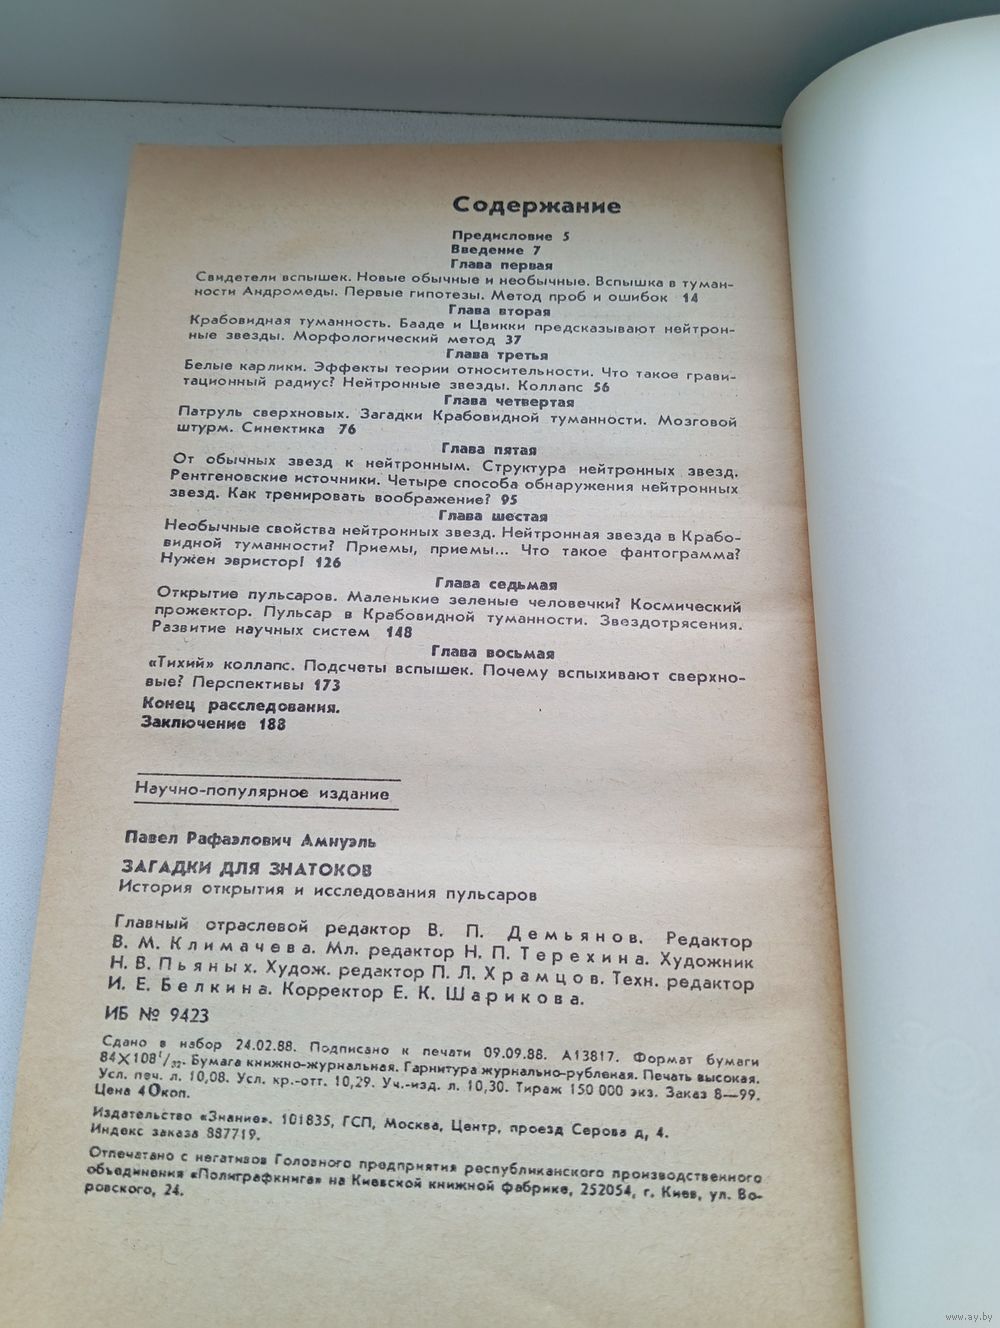 Содержание
Предисловие 5
Введение 7
Глава первая
Свидетели вспышек. Новые обычные и необычные. Вспышка в туман-
ности Андромеды. Первые гипотезы. Метод проб и ошибок 14
Глава вторая
Крабовидная туманность. Бааде и Цвикки предсказывают нейтрон-
ные звезды. Морфологический метод 37
Глава третья
Белые карлики. Эффекты теории относительности. Что такое грави-
тационный радиус? Нейтронные звезды. Коллапс 56
Глава четвертая
Патруль сверхновых. Загадки Крабовидной туманности. Мозговой
штурм. Синектика 76
Глава пятая
От обычных звезд к нейтронным. Структура нейтронных звезд.
Рентгеновские источники. Четыре способа обнаружения нейтронных
звезд. Как тренировать воображение? 95
Глава шестая
Необычные свойства нейтронных звезд. Нейтронная звезда в Крабо-
видной туманности? Приемы, приемы... Что такое фантограмма?
Нужен эвристор! 126
Глава седьмая
Открытие пульсаров. Маленькие зеленые человечки? Космический
прожектор. Пульсар в Крабовидной туманности. Звездотрясения.
Развитие научных систем 148
Глава восьмая
«Тихий» коллапс. Подсчеты вспышек. Почему вспыхивают сверхно-
вые? Перспективы 173
Конец расследования.
Заключение 188
Научно-популярное издание
Павел Рафаэлович Амнуэль
ЗАГАДКИ ДЛЯ ЗНАТОКОВ
История открытия и исследования пульсаров
Главный отраслевой редактор В. П. Демьянов. Редактор
В. М. Климачева. Мл. редактор Н. П. Терехина. Художник
Н. В. Пьяных. Худож. редактор П. Л. Храмцов. Техн. редактор
И. Е. Белкина. Корректор Е. К. Шарикова.
ИБ № 9423
Сдано в набор 24.02.88. Подписано к печати 09.09.88. А13817. Формат бумаги
84×108¹/₃₂. Бумага книжно-журнальная. Гарнитура журнально-рубленая. Печать высокая.
Усл. печ. л. 10,08. Усл. кр.-отт. 10,29. Уч.-изд. л. 10,30. Тираж 150 000 экз. Заказ 8—99.
Цена 40 коп.
Издательство «Знание». 101835, ГСП, Москва, Центр, проезд Серова д, 4.
Индекс заказа 887719.
Отпечатано с негативов Головного предприятия республиканского производственного
объединения «Полиграфкнига» на Киевской книжной фабрике, 252054, г. Киев, ул. Во-
ровского, 24.
www.ay.by